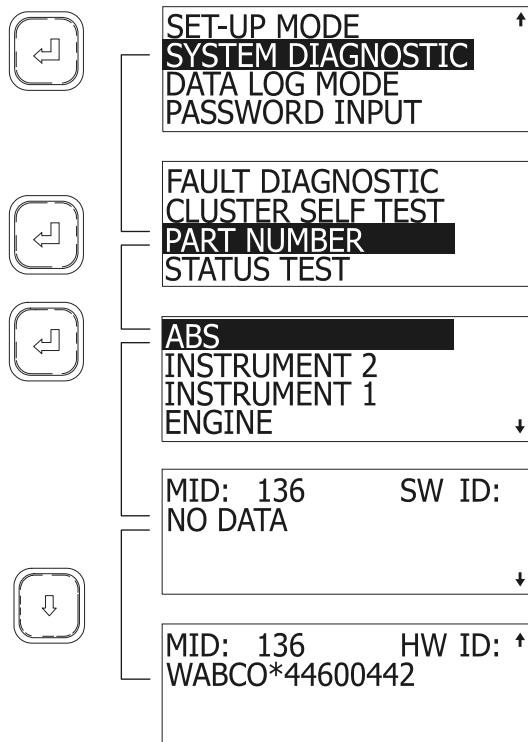 SET-UP MODE
SYSTEM DIAGNOSTIC
DATA LOG MODE
PASSWORD INPUT
FAULT DIAGNOSTIC
CLUSTER SELF TEST
PART NUMBER
STATUS TEST
ABS
INSTRUMENT 2
INSTRUMENT 1
ENGINE
MID: 136 SW ID:
NO DATA
MID: 136 HW ID:
WABCO*44600442